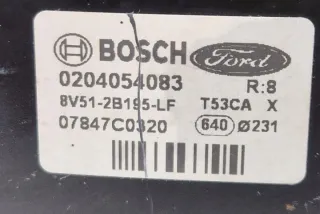 BOSCH Ford
0204054083 R:8
8V51-2B195-LF T53CA X
07847C0320 640 Ø231